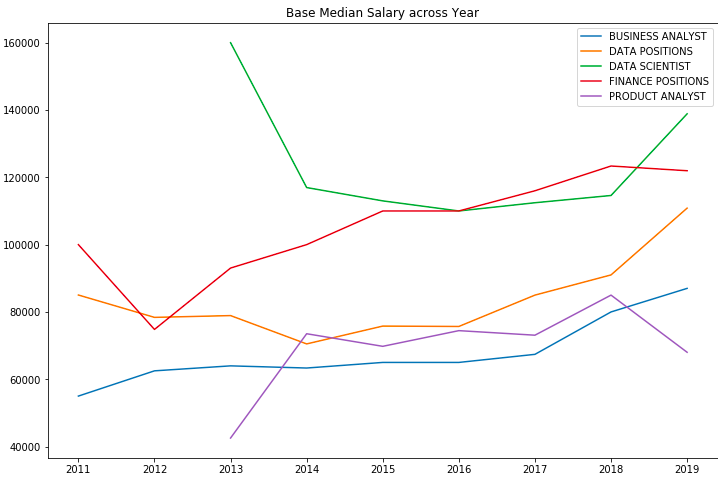 Base Median Salary across Year
BUSINESS ANALYST
DATA POSITIONS
DATA SCIENTIST
FINANCE POSITIONS
PRODUCT ANALYST
160000
140000
120000
100000
80000
60000
40000
2011 2012 2013 2014 2015 2016 2017 2018 2019